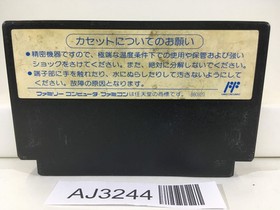 カセットについてのお願い
●精密機器ですので、極端な温度条件下での使用や保管および強い
ショックをさけてください。また、絶対に分解しないでください。
●端子部に手を触れたり、水にぬらしたりして汚さないようにして
ください。故障の原因となります。
ファミリーコンピュータ ファミコンは任天堂の商標です。
AJ3244